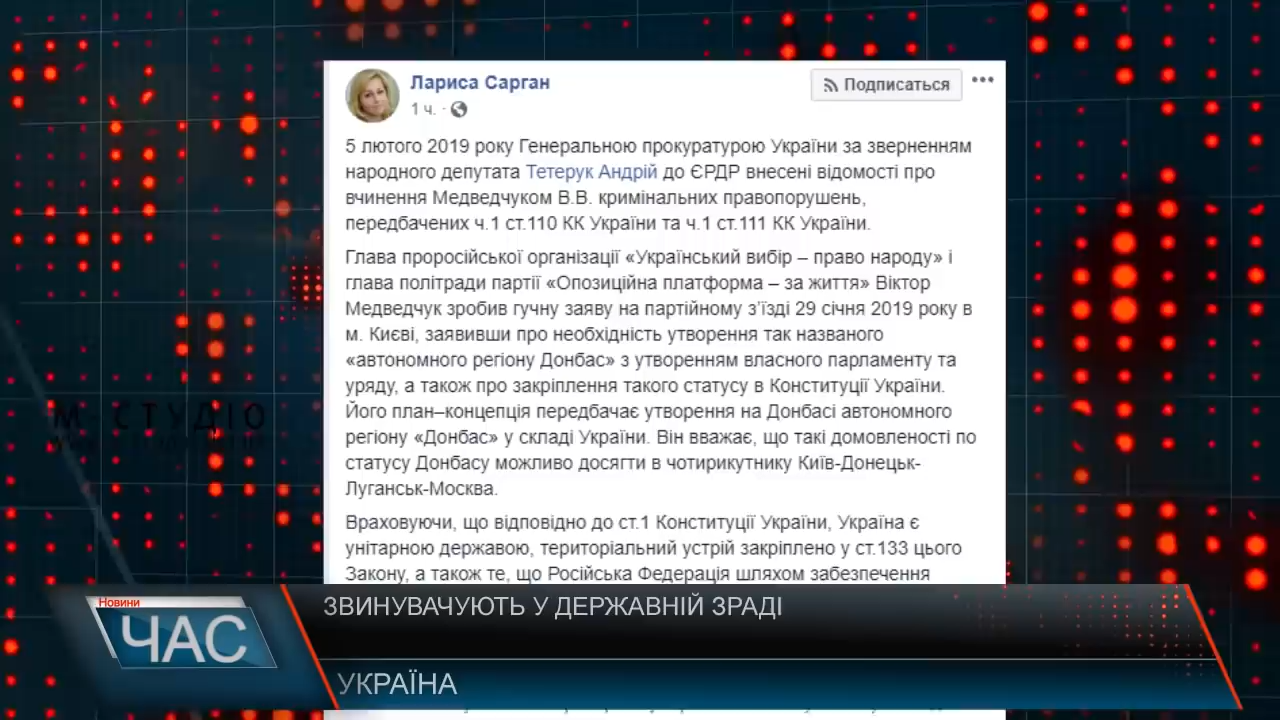 Лариса Сарган
1 ч.
Подписаться
5 лютого 2019 року Генеральною прокуратурою України за зверненням
народного депутата Тетерук Андрій до ЄРДР внесені відомості про
вчинення Медведчуком В.В. кримінальних правопорушень,
передбачених ч.1 ст.110 КК України та ч.1 ст.111 КК України.
Глава проросійської організації «Український вибір – право народу» і
глава політради партії «Опозиційна платформа – за життя» Віктор
Медведчук зробив гучну заяву на партійному з’їзді 29 січня 2019 року в
м. Києві, заявивши про необхідність утворення так названого
«автономного регіону Донбас» з утворенням власного парламенту та
уряду, а також про закріплення такого статусу в Конституції України.
Його план–концепція передбачає утворення на Донбасі автономного
регіону «Донбас» у складі України. Він вважає, що такі домовленості по
статусу Донбасу можливо досягти в чотирикутнику Київ-Донецьк-
Луганськ-Москва.
Враховуючи, що відповідно до ст.1 Конституції України, Україна є
унітарною державою, територіальний устрій закріплено у ст.133 цього
Закону, а також те, що Російська Федерація шляхом забезпечення
М-СТУДІО
Новини
ЧАС
ЗВИНУВАЧУЮТЬ У ДЕРЖАВНІЙ ЗРАДІ
УКРАЇНА